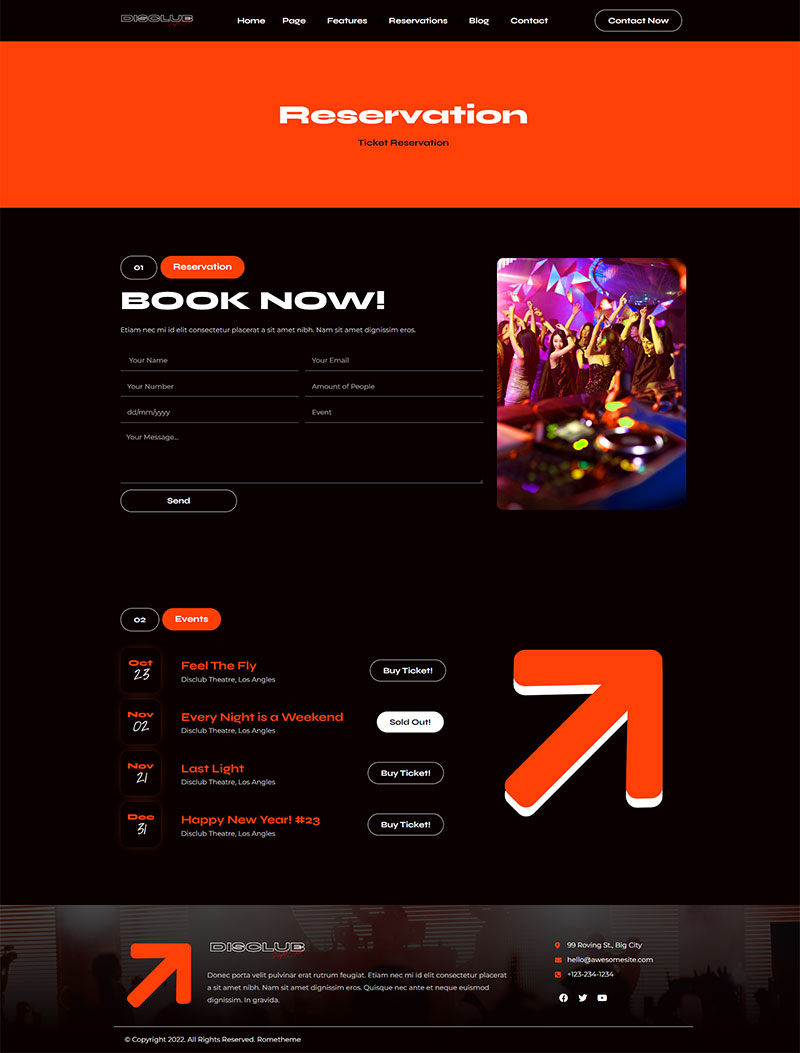 DISCLUB
Home Page Features Reservations Blog Contact Contact Now
Reservation
Ticket Reservation
01 Reservation
BOOK NOW!
Etiam nec mi id elit consectetur placerat a sit amet nibh. Nam sit amet dignissim eros.
Your Name Your Email
Your Number Amount of People
dd/mm/yyyy Event
Your Message...
Send
02 Events
Oct
23
Feel The Fly
Disclub Theatre, Los Angles
Buy Ticket!
Nov
02
Every Night is a Weekend
Disclub Theatre, Los Angles
Sold Out!
Nov
21
Last Light
Disclub Theatre, Los Angles
Buy Ticket!
Dec
31
Happy New Year! #23
Disclub Theatre, Los Angles
Buy Ticket!
DISCLUB
Donec porta velit pulvinar erat rutrum feugiat. Etiam nec mi id elit consectetur placerat
a sit amet nibh. Nam sit amet dignissim eros. Quisque nec ante et neque euismod
dignissim. In gravida.
99 Roving St., Big City
hello@awesomesite.com
+123-234-1234
© Copyright 2022. All Rights Reserved. Rometheme